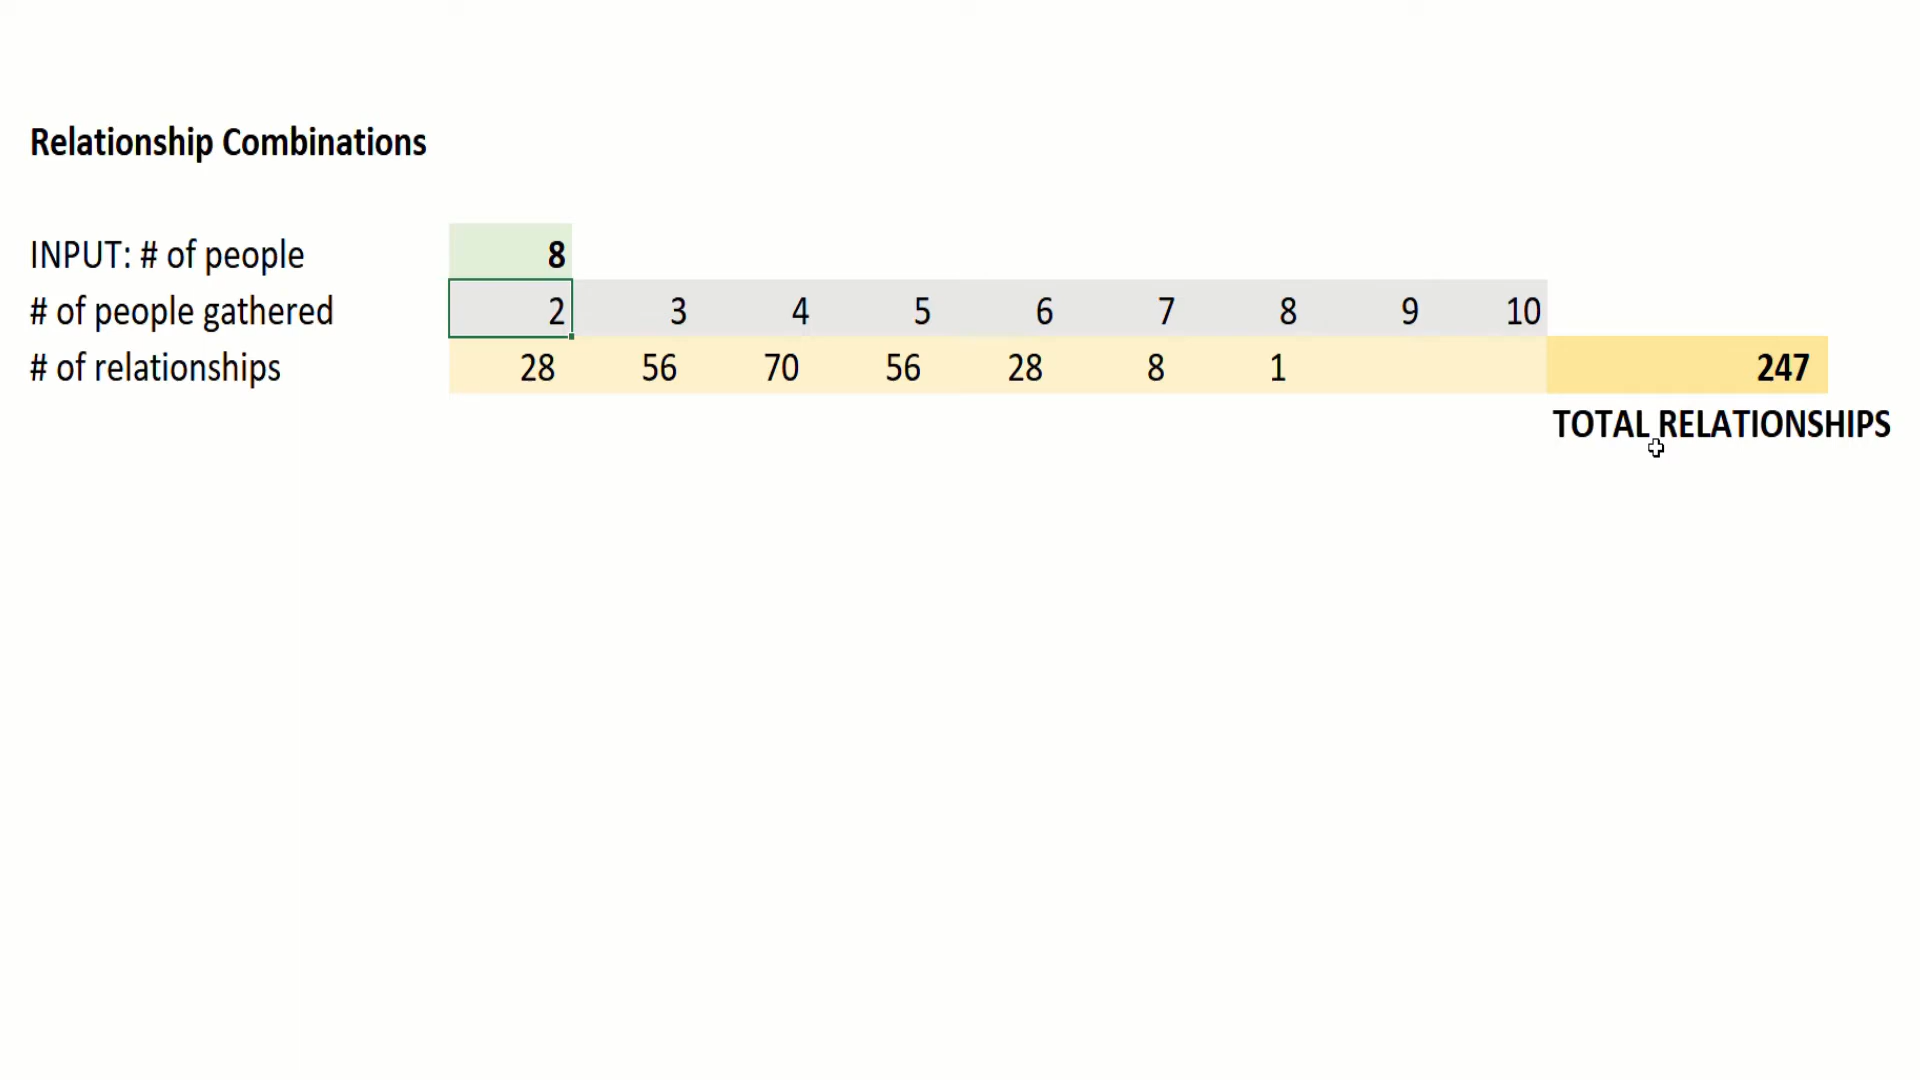 Relationship Combinations
INPUT: # of people 8
# of people gathered 2 3 4 5 6 7 8 9 10
# of relationships 28 56 70 56 28 8 1 247
TOTAL RELATIONSHIPS